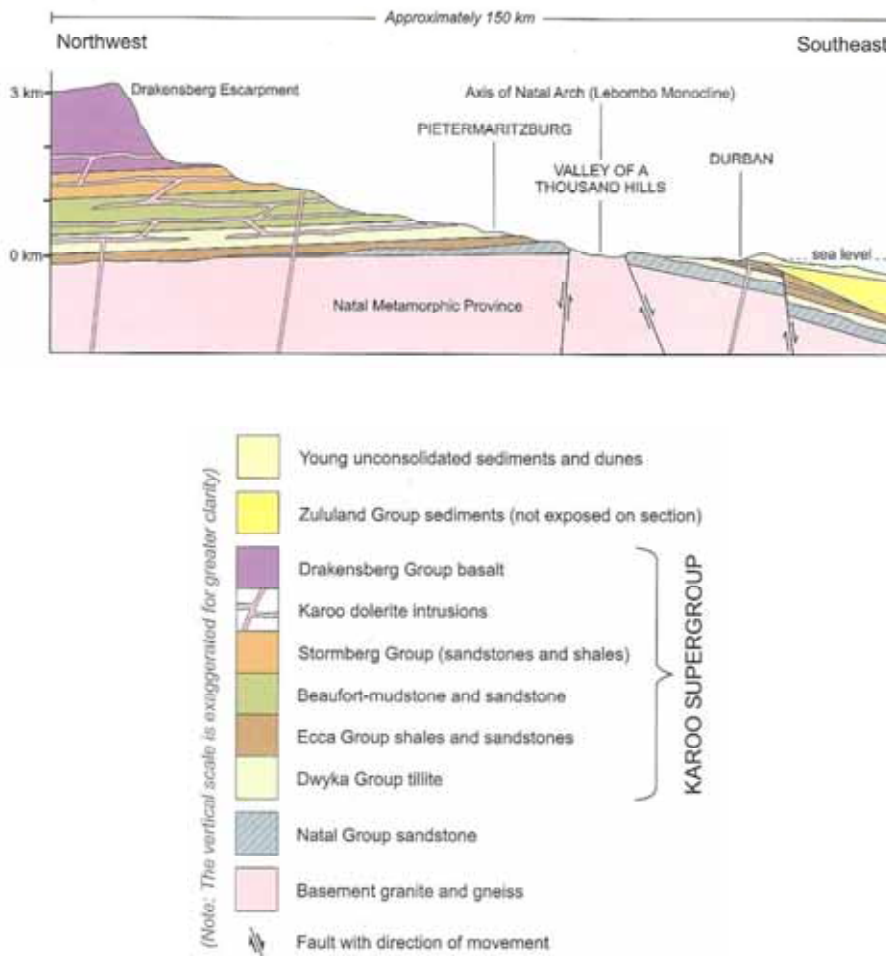 Approximately 150 km
Northwest
Southeast
3 km
Drakensberg Escarpment
Axis of Natal Arch (Lebombo Monocline)
PIETERMARITZBURG
VALLEY OF A
THOUSAND HILLS
DURBAN
0 km
sea level
Natal Metamorphic Province
(Note: The vertical scale is exaggerated for greater clarity)
Young unconsolidated sediments and dunes
Zululand Group sediments (not exposed on section)
Drakensberg Group basalt
Karoo dolerite intrusions
Stormberg Group (sandstones and shales)
Beaufort-mudstone and sandstone
Ecca Group shales and sandstones
Dwyka Group tillite
KAROO SUPERGROUP
Natal Group sandstone
Basement granite and gneiss
Fault with direction of movement